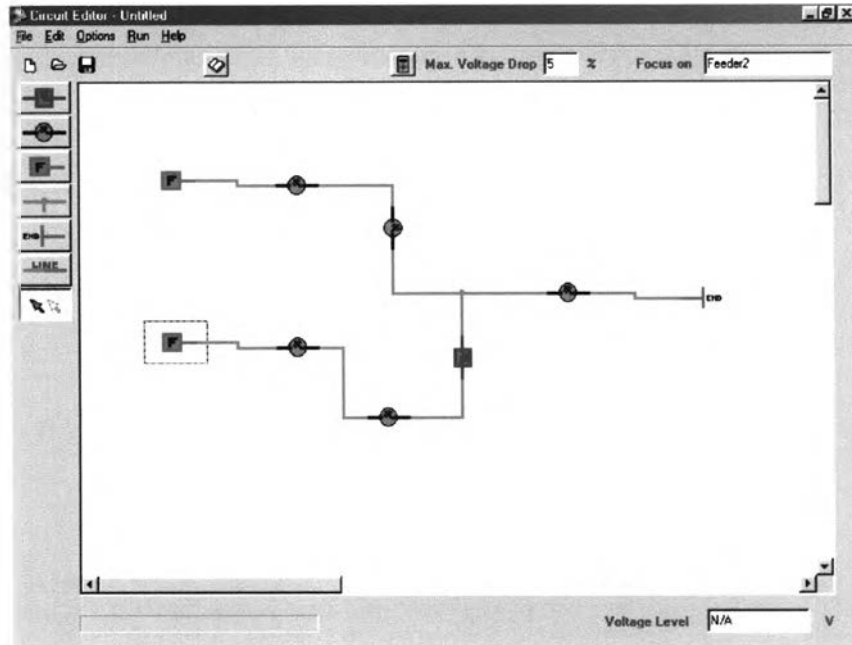 Circuit Editor - Untitled
File Edit Options Run Help
Max. Voltage Drop 5 % Focus on Feeder2
F
F
END
LINE
F
END
F
Voltage Level N/A V